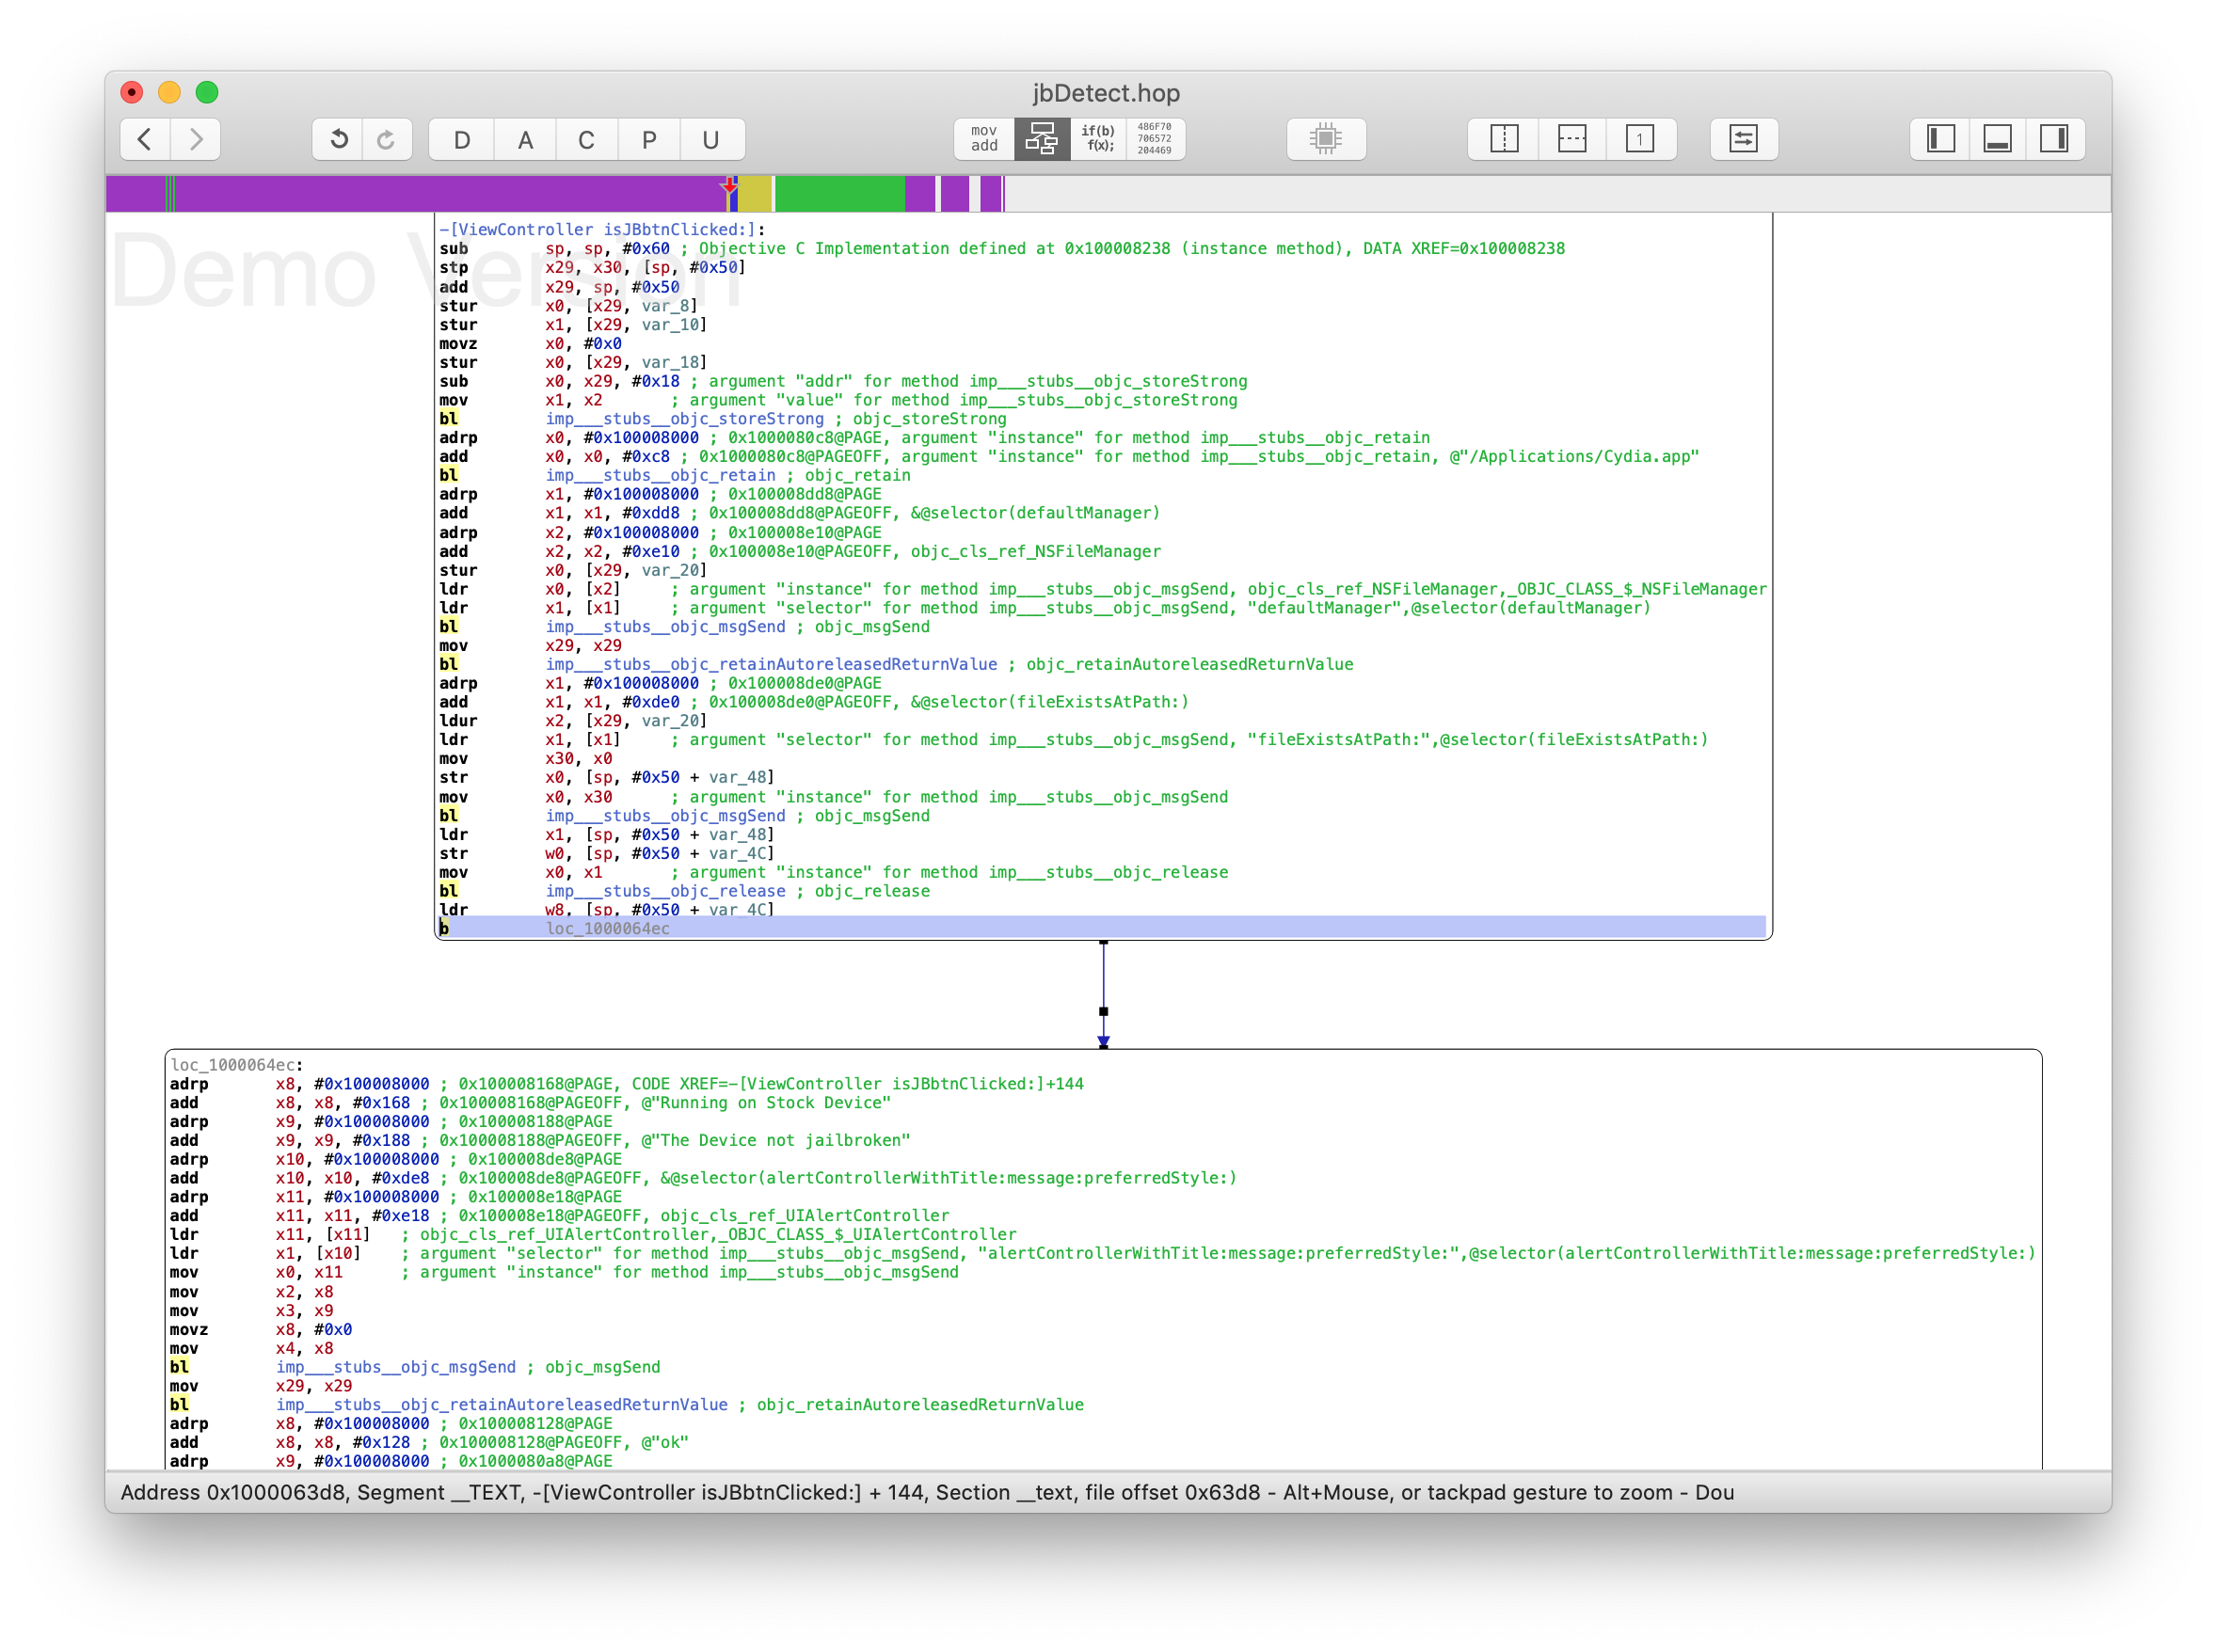 jbDetect.hop
D A C P U
mov
add
if(b)
f(x);
486F70
706572
204469
1
Demo Version
-[ViewController isJBbtnClicked:]:
sub sp, sp, #0x60 ; Objective C Implementation defined at 0x100008238 (instance method), DATA XREF=0x100008238
stp x29, x30, [sp, #0x50]
add x29, sp, #0x50
stur x0, [x29, var_8]
stur x1, [x29, var_10]
movz x0, #0x0
stur x0, [x29, var_18]
sub x0, x29, #0x18 ; argument "addr" for method imp___stubs__objc_storeStrong
mov x1, x2 ; argument "value" for method imp___stubs__objc_storeStrong
bl imp___stubs__objc_storeStrong ; objc_storeStrong
adrp x0, #0x100008000 ; 0x1000080c8@PAGE, argument "instance" for method imp___stubs__objc_retain
add x0, x0, #0xc8 ; 0x1000080c8@PAGEOFF, argument "instance" for method imp___stubs__objc_retain, @"/Applications/Cydia.app"
bl imp___stubs__objc_retain ; objc_retain
adrp x1, #0x100008000 ; 0x100008dd8@PAGE
add x1, x1, #0xdd8 ; 0x100008dd8@PAGEOFF, &@selector(defaultManager)
adrp x2, #0x100008000 ; 0x100008e10@PAGE
add x2, x2, #0xe10 ; 0x100008e10@PAGEOFF, objc_cls_ref_NSFileManager
stur x0, [x29, var_20]
ldr x0, [x2] ; argument "instance" for method imp___stubs__objc_msgSend, objc_cls_ref_NSFileManager,_OBJC_CLASS_$_NSFileManager
ldr x1, [x1] ; argument "selector" for method imp___stubs__objc_msgSend, "defaultManager",@selector(defaultManager)
bl imp___stubs__objc_msgSend ; objc_msgSend
mov x29, x29
bl imp___stubs__objc_retainAutoreleasedReturnValue ; objc_retainAutoreleasedReturnValue
adrp x1, #0x100008000 ; 0x100008de0@PAGE
add x1, x1, #0xde0 ; 0x100008de0@PAGEOFF, &@selector(fileExistsAtPath:)
ldur x2, [x29, var_20]
ldr x1, [x1] ; argument "selector" for method imp___stubs__objc_msgSend, "fileExistsAtPath:",@selector(fileExistsAtPath:)
mov x30, x0
str x0, [sp, #0x50 + var_48]
mov x0, x30 ; argument "instance" for method imp___stubs__objc_msgSend
bl imp___stubs__objc_msgSend ; objc_msgSend
ldr x1, [sp, #0x50 + var_48]
str w0, [sp, #0x50 + var_4C]
mov x0, x1 ; argument "instance" for method imp___stubs__objc_release
bl imp___stubs__objc_release ; objc_release
ldr w8, [sp, #0x50 + var_4C]
b loc_1000064ec
loc_1000064ec:
adrp x8, #0x100008000 ; 0x100008168@PAGE, CODE XREF=-[ViewController isJBbtnClicked:]+144
add x8, x8, #0x168 ; 0x100008168@PAGEOFF, @"Running on Stock Device"
adrp x9, #0x100008000 ; 0x100008188@PAGE
add x9, x9, #0x188 ; 0x100008188@PAGEOFF, @"The Device not jailbroken"
adrp x10, #0x100008000 ; 0x100008de8@PAGE
add x10, x10, #0xde8 ; 0x100008de8@PAGEOFF, &@selector(alertControllerWithTitle:message:preferredStyle:)
adrp x11, #0x100008000 ; 0x100008e18@PAGE
add x11, x11, #0xe18 ; 0x100008e18@PAGEOFF, objc_cls_ref_UIAlertController
ldr x11, [x11] ; objc_cls_ref_UIAlertController,_OBJC_CLASS_$_UIAlertController
ldr x1, [x10] ; argument "selector" for method imp___stubs__objc_msgSend, "alertControllerWithTitle:message:preferredStyle:",@selector(alertControllerWithTitle:message:preferredStyle:)
mov x0, x11 ; argument "instance" for method imp___stubs__objc_msgSend
mov x2, x8
mov x3, x9
movz x8, #0x0
mov x4, x8
bl imp___stubs__objc_msgSend ; objc_msgSend
mov x29, x29
bl imp___stubs__objc_retainAutoreleasedReturnValue ; objc_retainAutoreleasedReturnValue
adrp x8, #0x100008000 ; 0x100008128@PAGE
add x8, x8, #0x128 ; 0x100008128@PAGEOFF, @"ok"
adrp x9, #0x100008000 ; 0x1000080a8@PAGE
Address 0x1000063d8, Segment __TEXT, -[ViewController isJBbtnClicked:] + 144, Section __text, file offset 0x63d8 - Alt+Mouse, or tackpad gesture to zoom - Dou